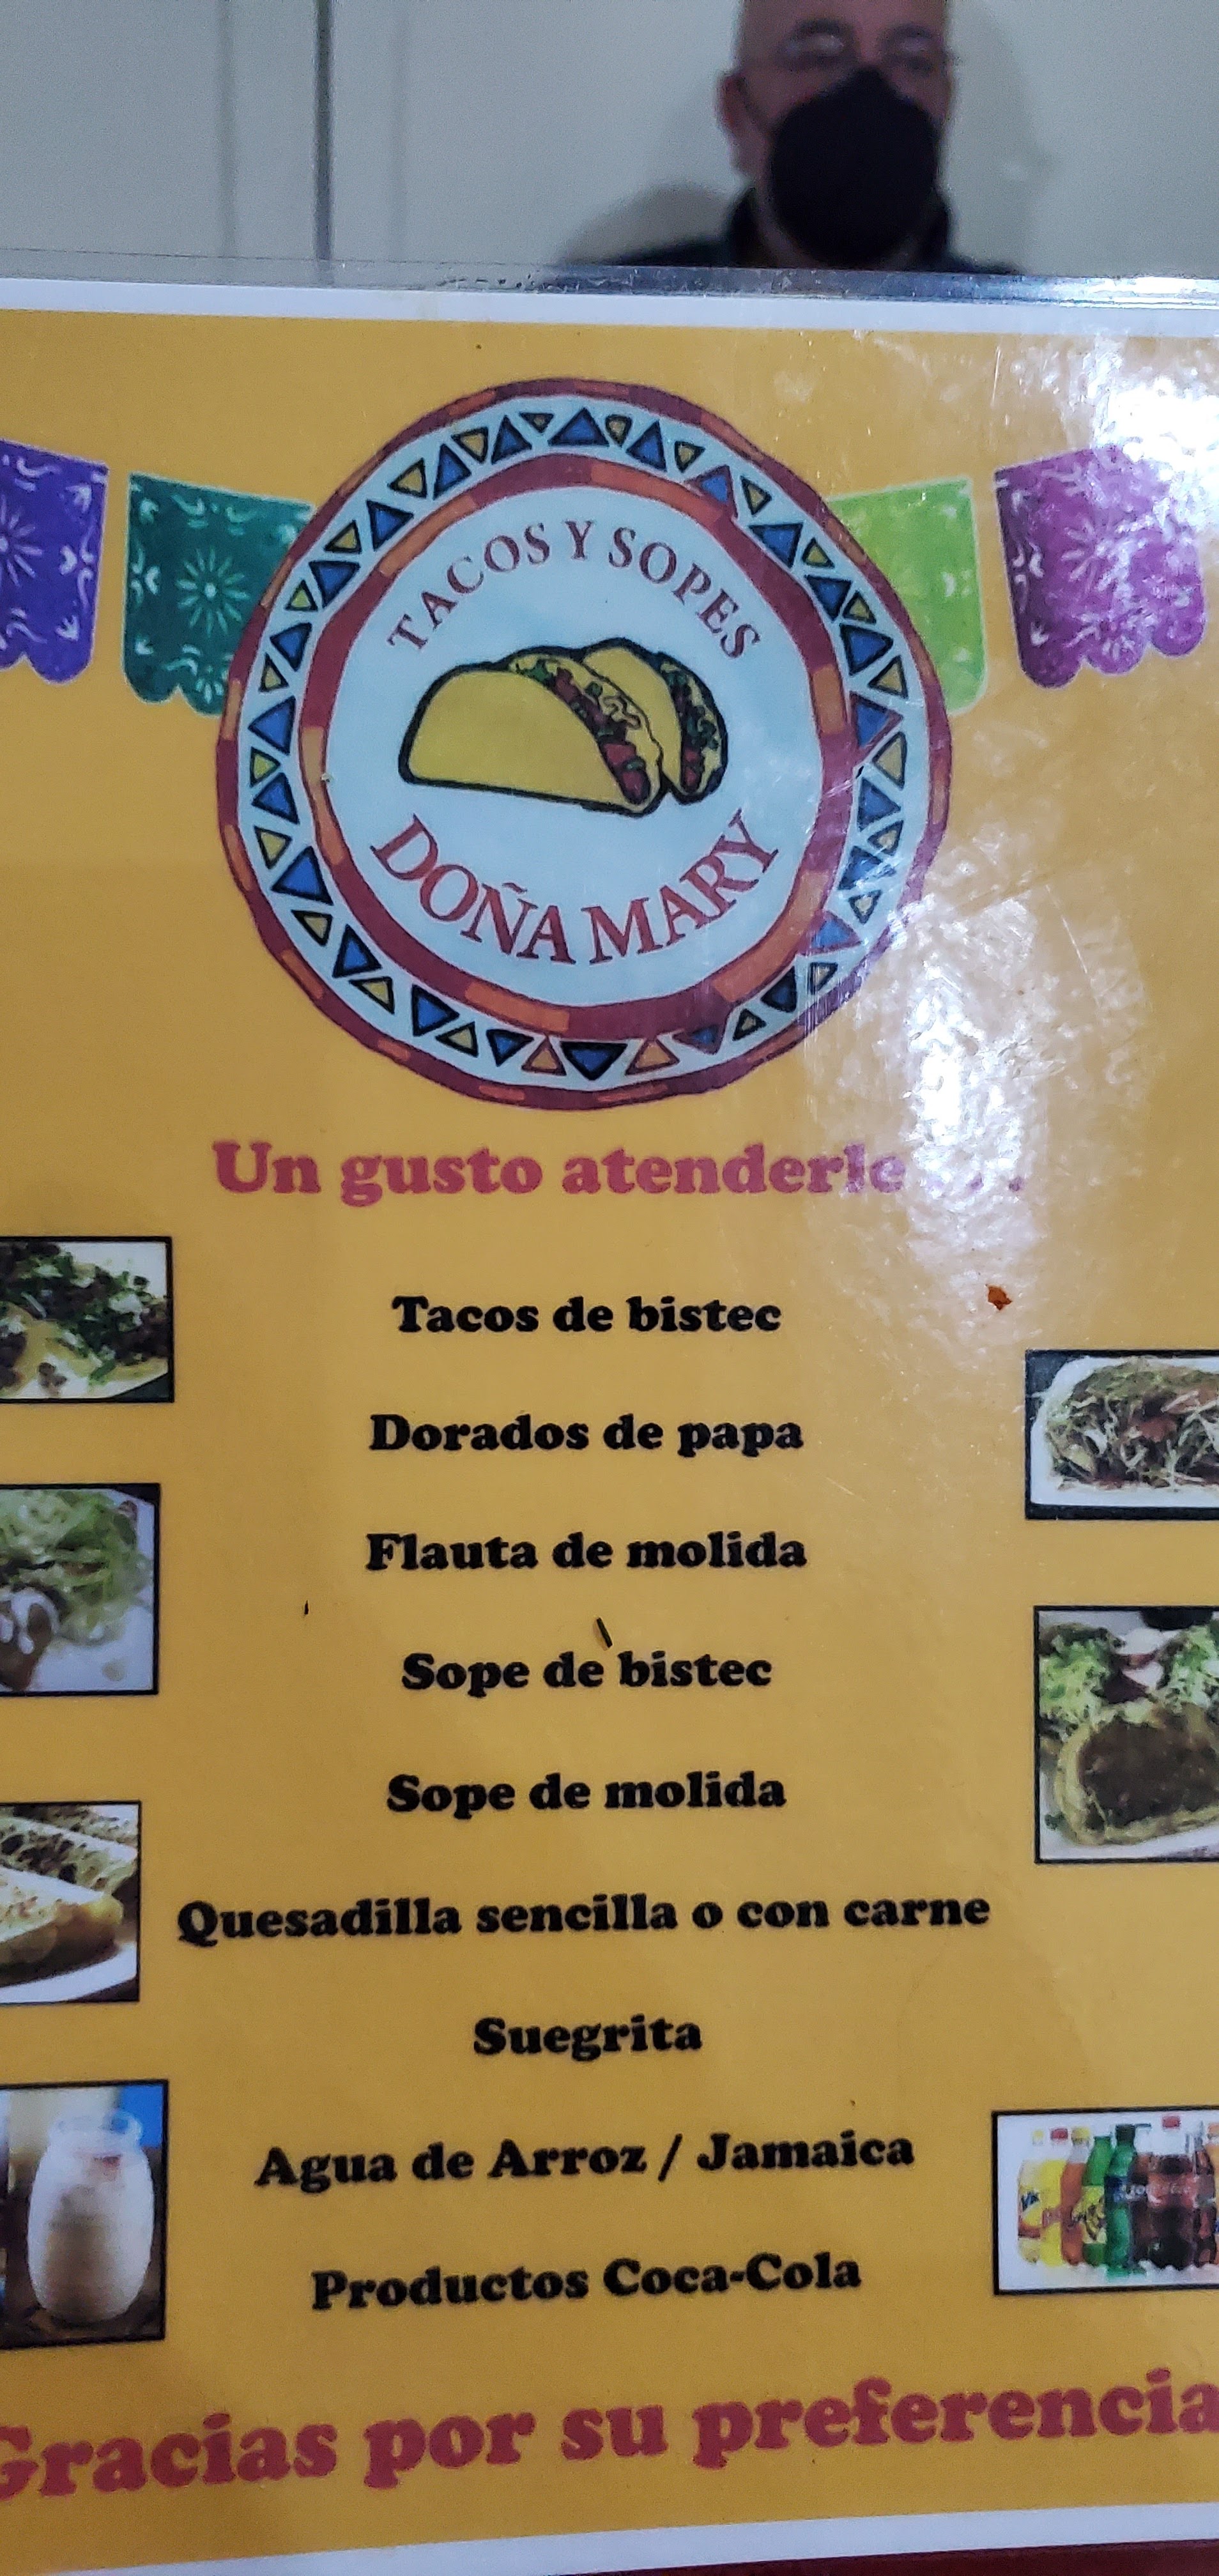 TACOS Y SOPES
DOÑA MARY
Un gusto atenderle ...
Tacos de bistec
Dorados de papa
Flauta de molida
Sope de bistec
Sope de molida
Quesadilla sencilla o con carne
Suegrita
Agua de Arroz / Jamaica
Productos Coca-Cola
Gracias por su preferencia